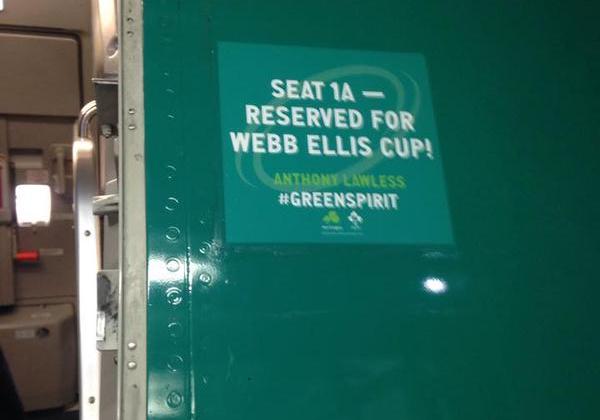 SEAT 1A —
RESERVED FOR
WEBB ELLIS CUP!
ANTHONY LAWLESS
#GREENSPIRIT